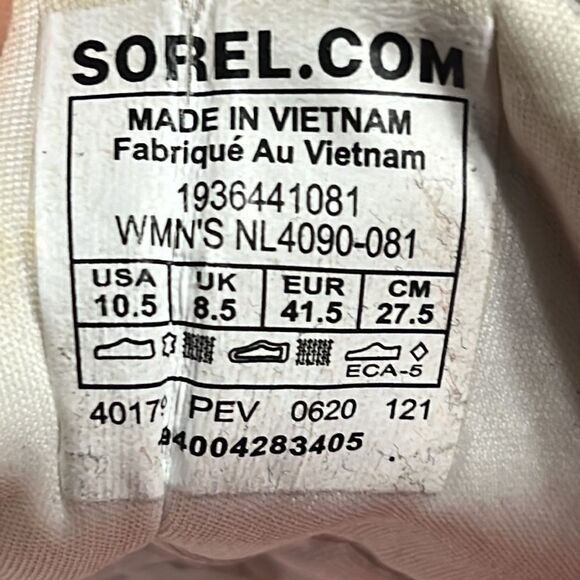 SOREL.COM
MADE IN VIETNAM
Fabriqué Au Vietnam
1936441081
WMN'S NL4090-081
USA UK EUR CM
10.5 8.5 41.5 27.5
ECA-5
PEV 0620 121